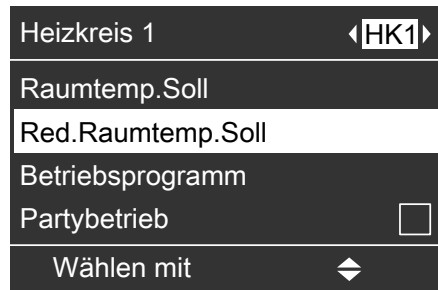 Heizkreis 1 HK1
Raumtemp.Soll
Red.Raumtemp.Soll
Betriebsprogramm
Partybetrieb
Wählen mit